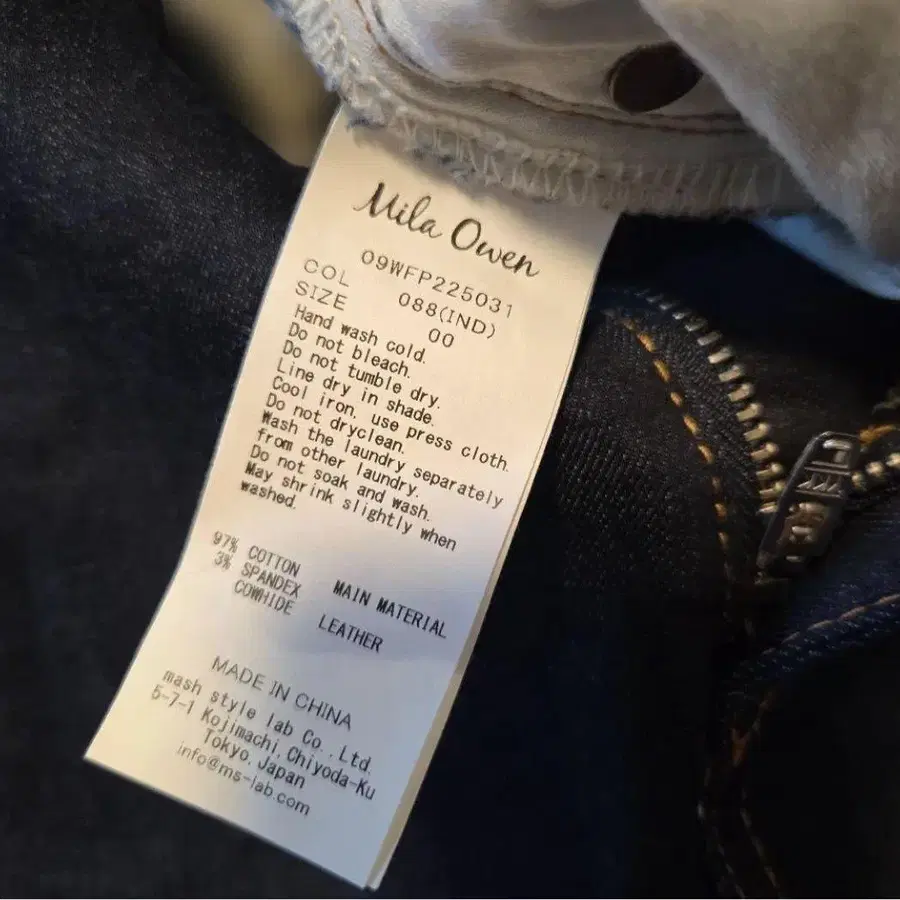 Mila Owen
09WFP225031
COL 088(IND)
SIZE 00
Hand wash cold.
Do not bleach.
Do not tumble dry.
Line dry in shade.
Cool iron, use press cloth.
Do not dryclean.
Wash the laundry separately
from other laundry.
Do not soak and wash.
May shrink slightly when
washed.
97% COTTON
3% SPANDEX MAIN MATERIAL
COWHIDE LEATHER
MADE IN CHINA
mash style lab Co.,Ltd.
5-7-1 Kojimachi,Chiyoda-Ku
Tokyo,Japan
info@ms-lab.com